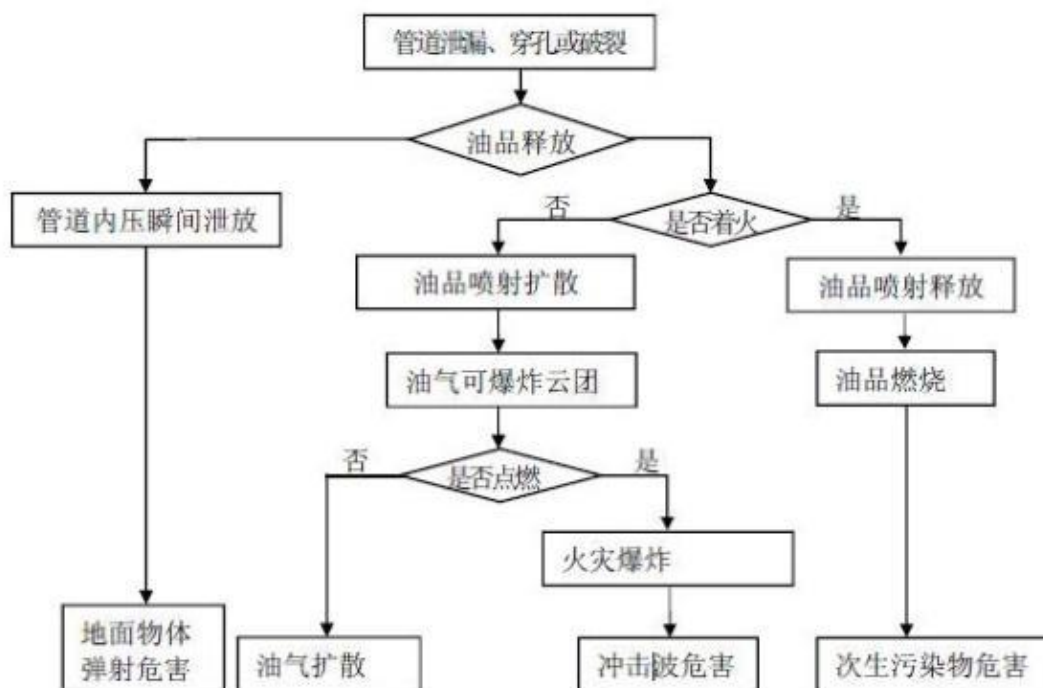 管道泄漏、穿孔或破裂
油品释放
管道内压瞬间泄放
否
是否着火
是
油品喷射扩散
油品喷射释放
油气可爆炸云团
油品燃烧
否
是否点燃
是
火灾爆炸
地面物体
弹射危害
油气扩散
冲击波危害
次生污染物危害